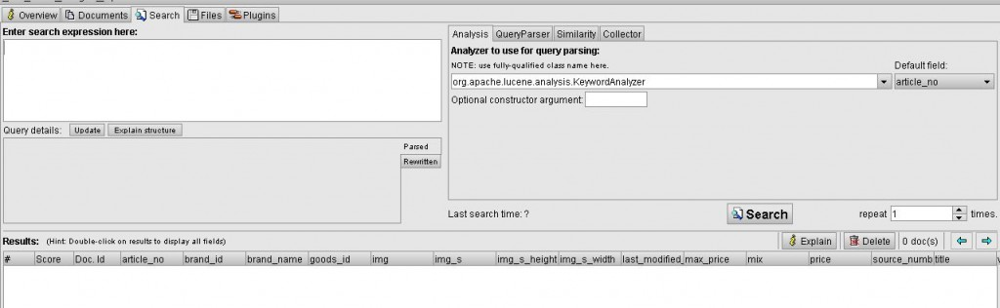 Overview Documents Search Files Plugins
Enter search expression here:
Analysis QueryParser Similarity Collector
Analyzer to use for query parsing:
NOTE: use fully-qualified class name here.
Default field:
org.apache.lucene.analysis.KeywordAnalyzer
article_no
Optional constructor argument:
Query details: Update Explain structure
Parsed
Rewritten
Last search time: ?
Search
repeat 1 times.
Results: (Hint: Double-click on results to display all fields)
Explain Delete 0 doc(s)
# Score Doc. Id article_no brand_id brand_name goods_id img img_s img_s_height img_s_width last_modified_ max_price mix price source_numb title